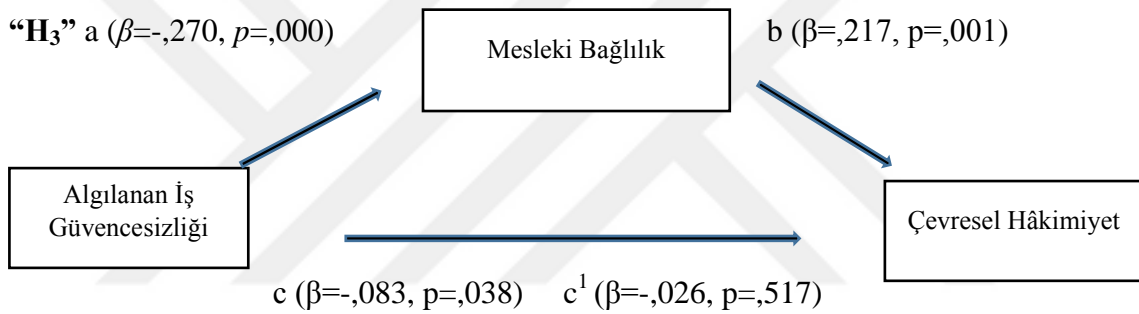 “H₃” a (β=-,270, p=,000)
Mesleki Bağlılık
b (β=,217, p=,001)
Algılanan İş
Güvencesizliği
Çevresel Hâkimiyet
c (β=-,083, p=,038) c¹ (β=-,026, p=,517)